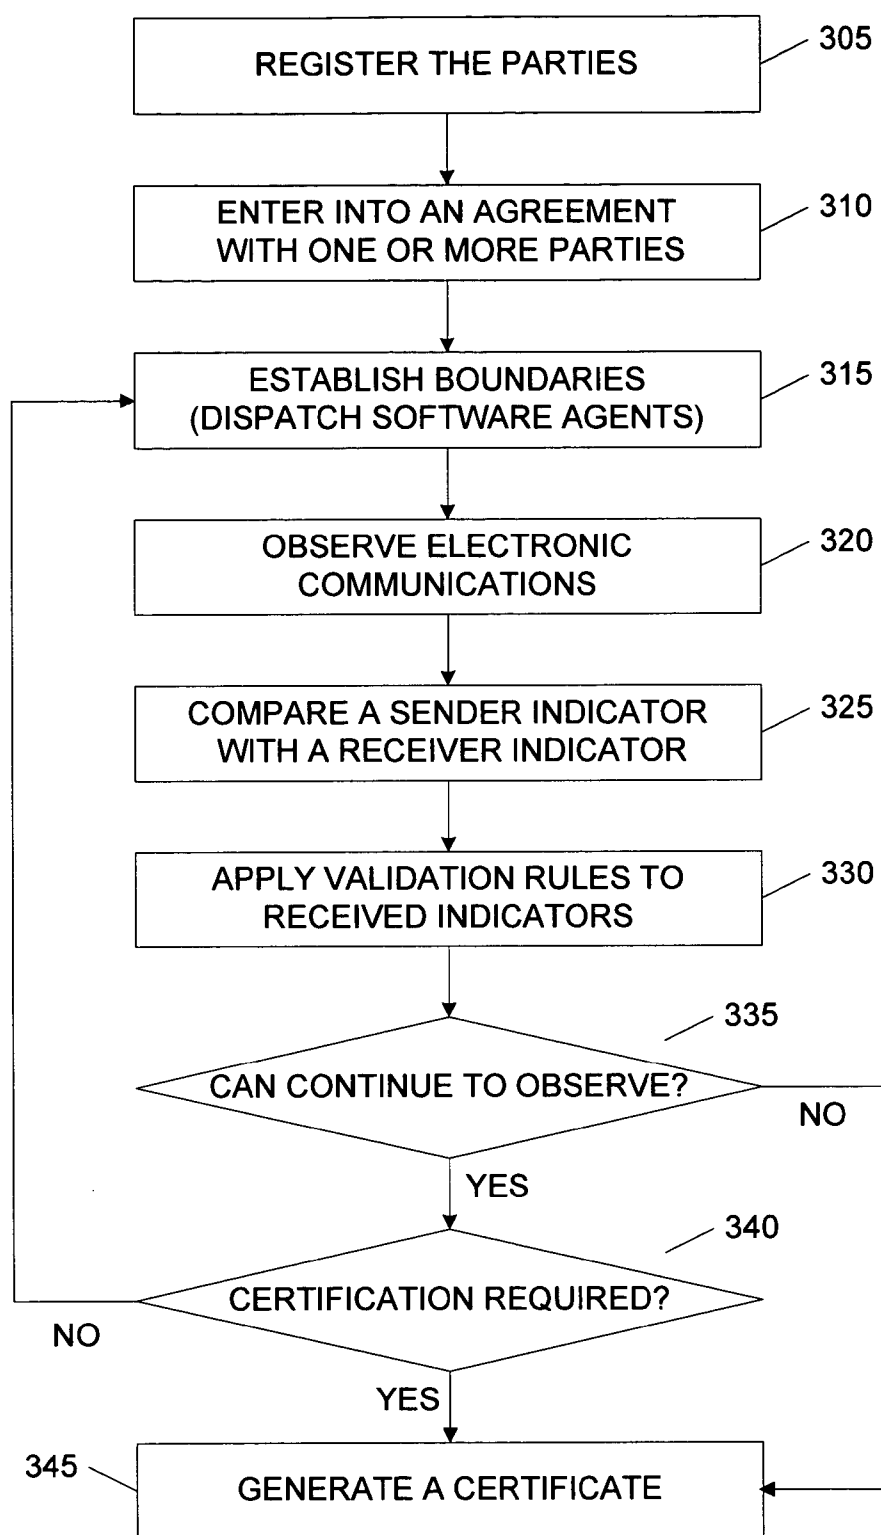 REGISTER THE PARTIES
305
ENTER INTO AN AGREEMENT
WITH ONE OR MORE PARTIES
310
ESTABLISH BOUNDARIES
(DISPATCH SOFTWARE AGENTS)
315
OBSERVE ELECTRONIC
COMMUNICATIONS
320
COMPARE A SENDER INDICATOR
WITH A RECEIVER INDICATOR
325
APPLY VALIDATION RULES TO
RECEIVED INDICATORS
330
335
CAN CONTINUE TO OBSERVE?
NO
YES
340
CERTIFICATION REQUIRED?
NO
YES
345
GENERATE A CERTIFICATE